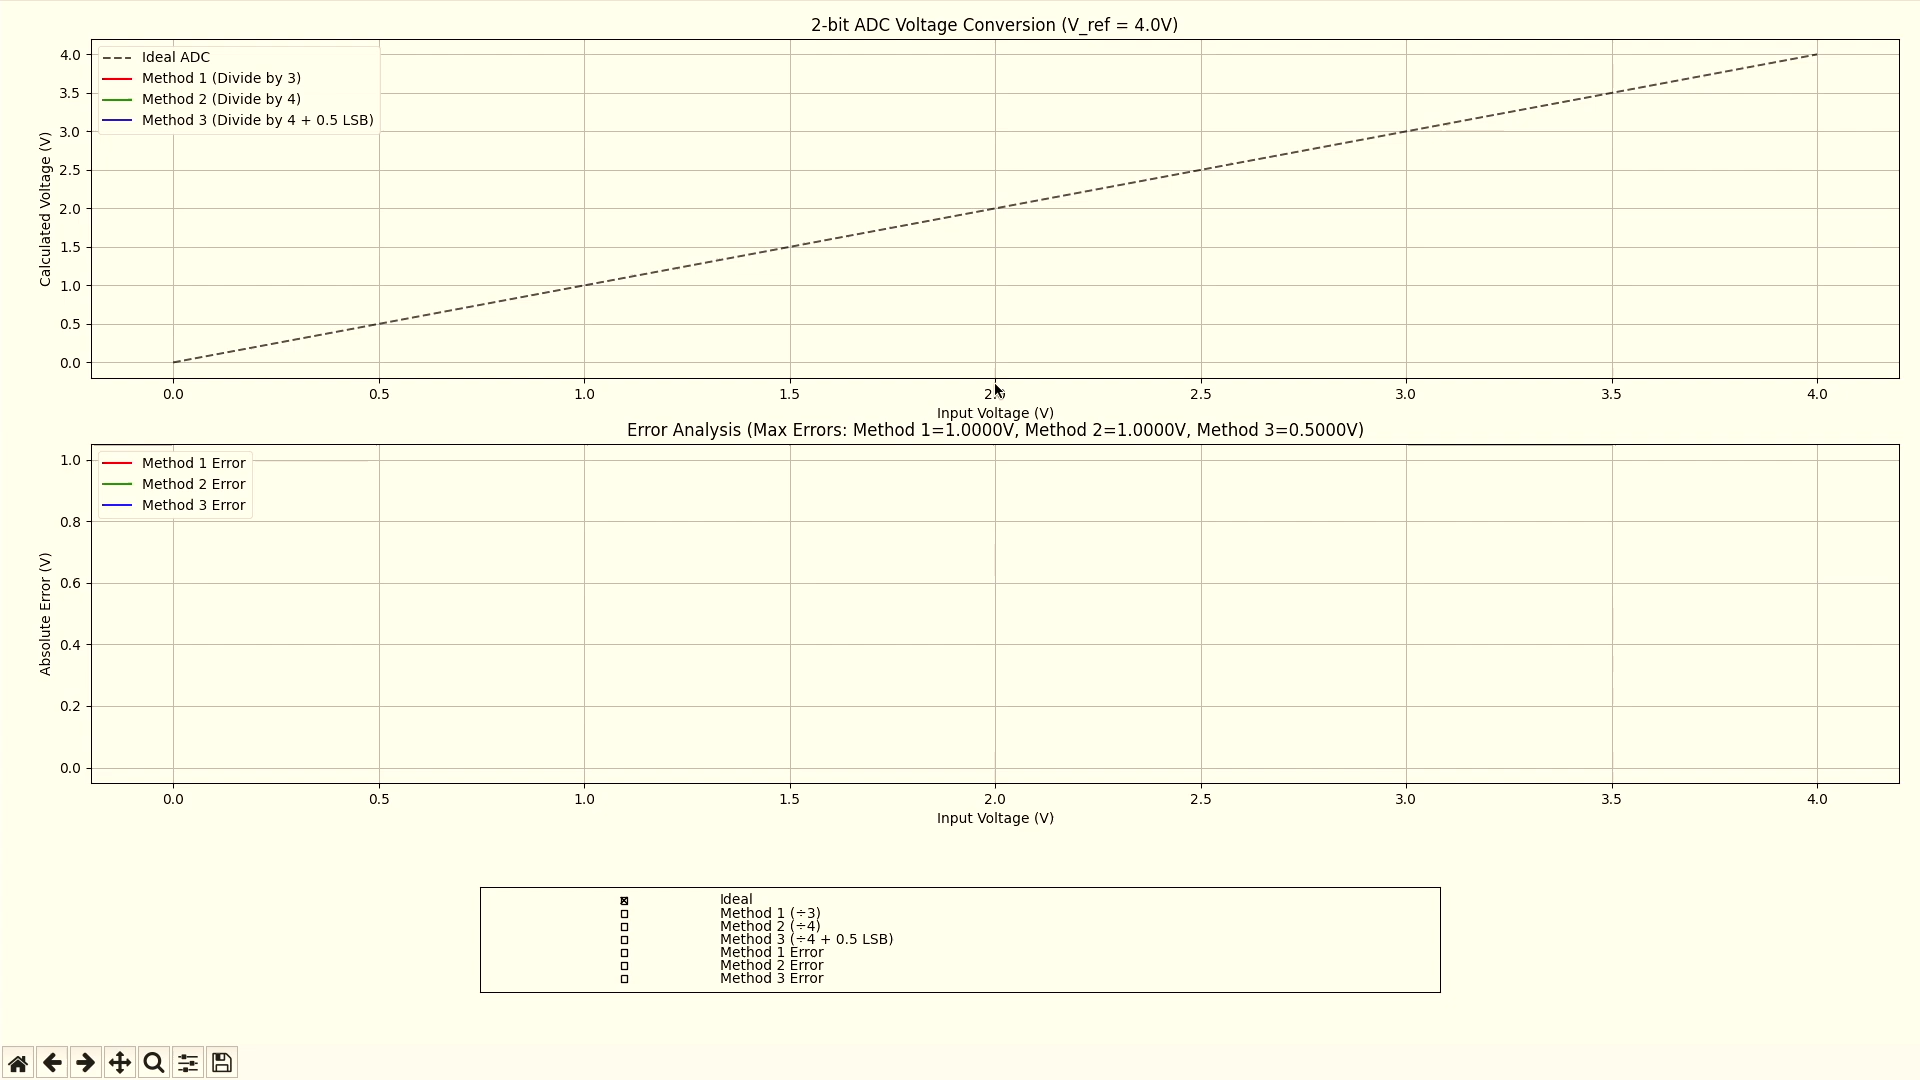 2-bit ADC Voltage Conversion (V_ref = 4.0V)
Ideal ADC
Method 1 (Divide by 3)
Method 2 (Divide by 4)
Method 3 (Divide by 4 + 0.5 LSB)
Calculated Voltage (V)
4.0
3.5
3.0
2.5
2.0
1.5
1.0
0.5
0.0
0.0 0.5 1.0 1.5 2.0 2.5 3.0 3.5 4.0
Input Voltage (V)
Error Analysis (Max Errors: Method 1=1.0000V, Method 2=1.0000V, Method 3=0.5000V)
Method 1 Error
Method 2 Error
Method 3 Error
Absolute Error (V)
1.0
0.8
0.6
0.4
0.2
0.0
0.0 0.5 1.0 1.5 2.0 2.5 3.0 3.5 4.0
Input Voltage (V)
Ideal
Method 1 (÷3)
Method 2 (÷4)
Method 3 (÷4 + 0.5 LSB)
Method 1 Error
Method 2 Error
Method 3 Error